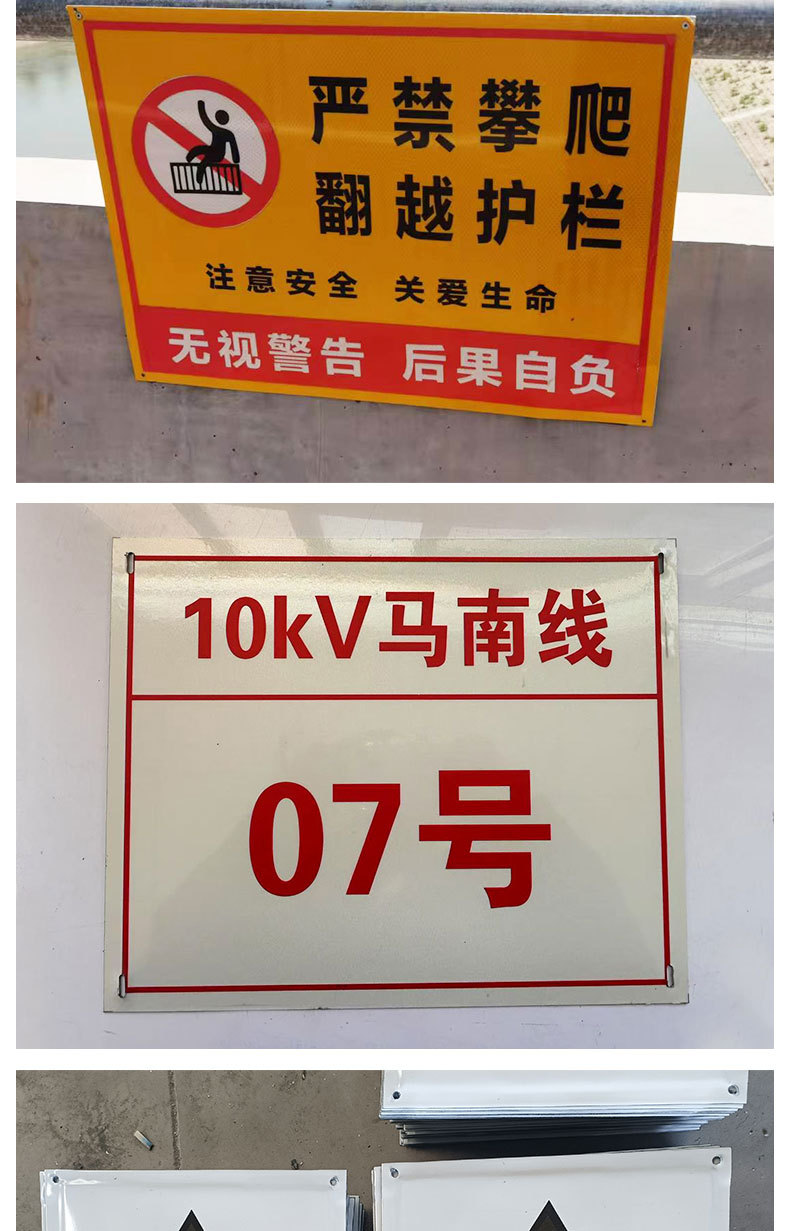 严禁攀爬
翻越护栏
注意安全 关爱生命
无视警告 后果自负
10kV马南线
07号